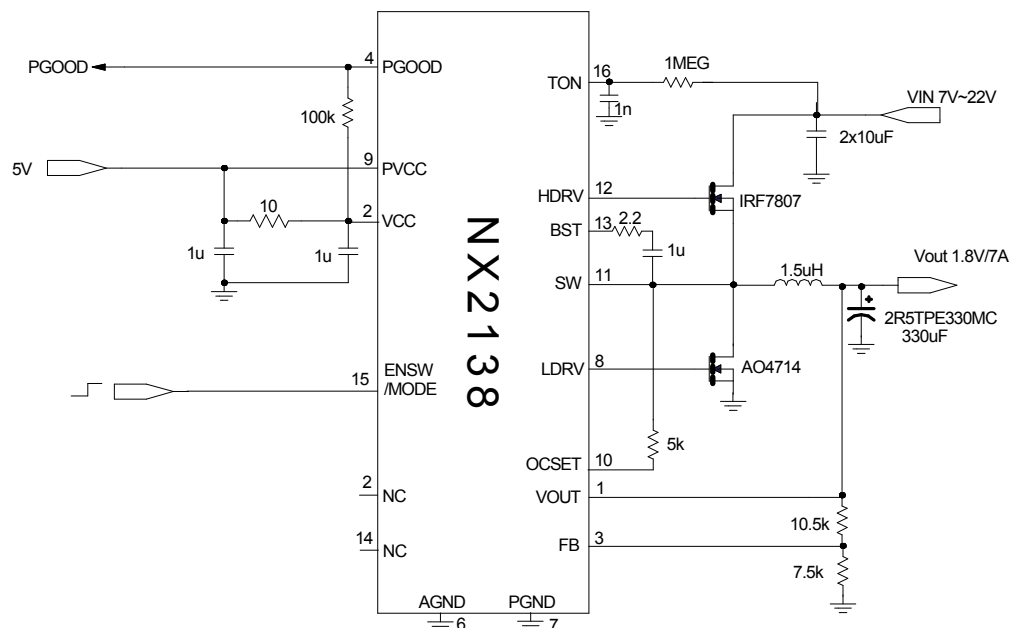 4
PGOOD
PGOOD
100k
5V
9
PVCC
10
2
VCC
1u
1u
ENSW
15
/MODE
2
NC
14
NC
NX2138
AGND
6
PGND
7
16
TON
1MEG
1n
VIN 7V~22V
2x10uF
12
HDRV
IRF7807
13
BST
2.2
1u
11
SW
1.5uH
Vout 1.8V/7A
2R5TPE330MC
330uF
8
LDRV
AO4714
5k
OCSET
10
VOUT
1
10.5k
FB
3
7.5k